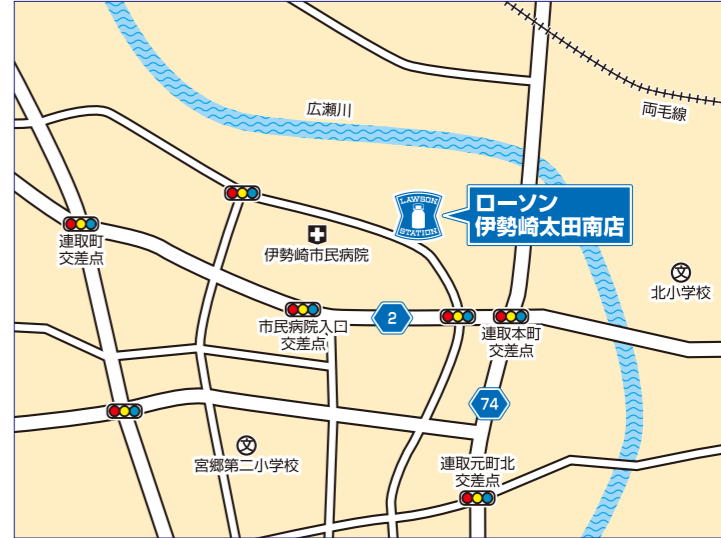 広瀬川
両毛線
LAWSON
STATION
ローソン
伊勢崎太田南店
連取町
交差点
伊勢崎市民病院
文
北小学校
市民病院入口
交差点
2
連取本町
交差点
74
文
宮郷第二小学校
連取元町北
交差点